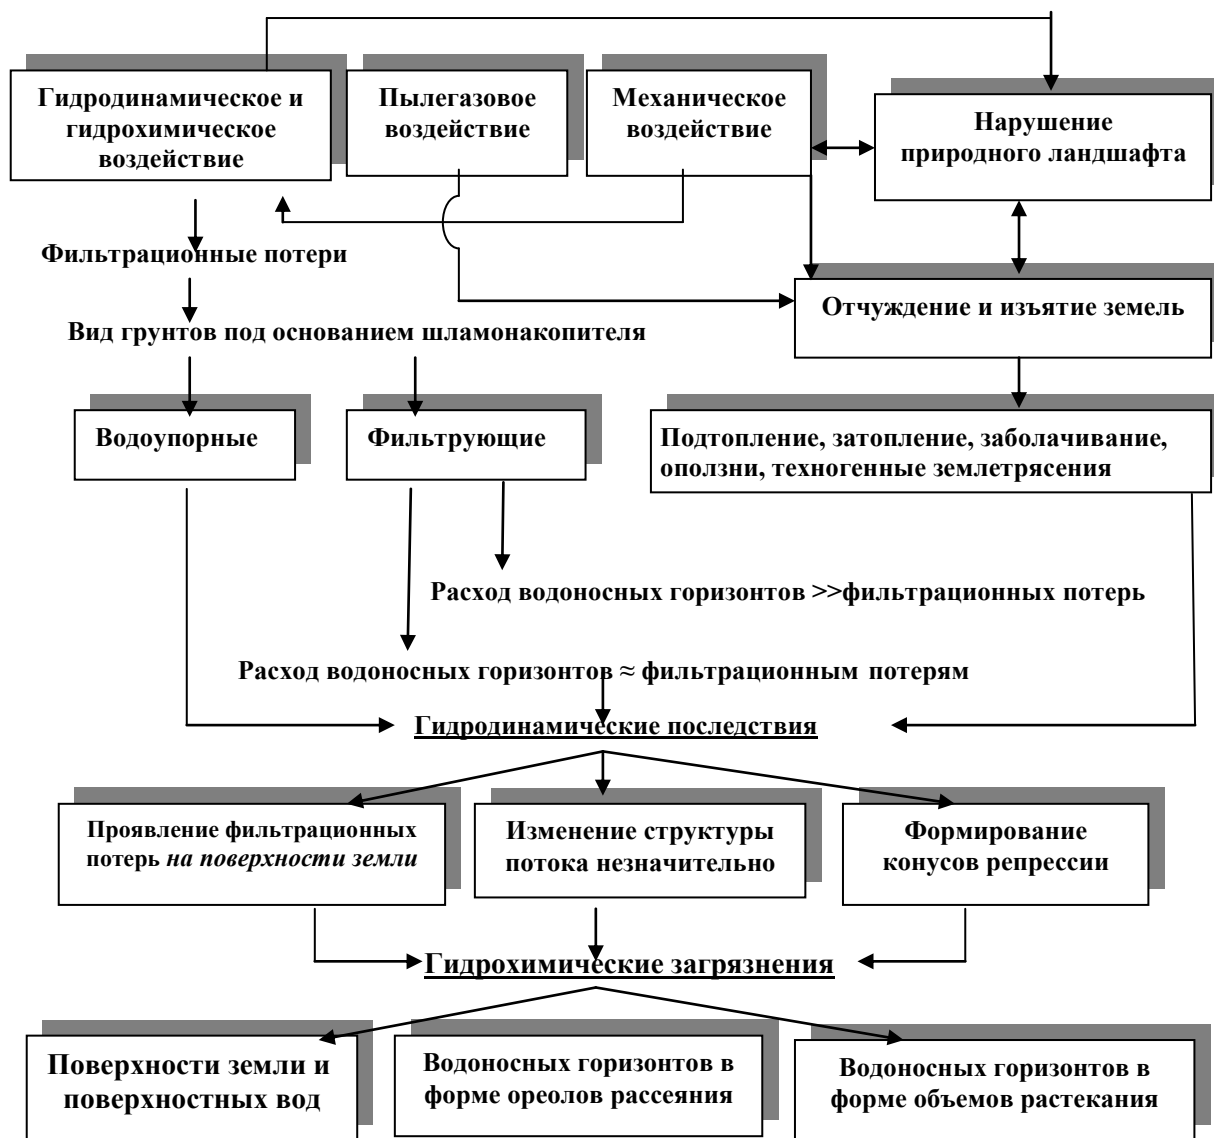 Гидродинамическое и
гидрохимическое
воздействие
Пылегазовое
воздействие
Механическое
воздействие
Нарушение
природного ландшафта
Фильтрационные потери
Отчуждение и изъятие земель
Вид грунтов под основанием шламонакопителя
Водоупорные
Фильтрующие
Подтопление, затопление, заболачивание,
оползни, техногенные землетрясения
Расход водоносных горизонтов >>фильтрационных потерь
Расход водоносных горизонтов ≈ фильтрационным потерям
Гидродинамические последствия
Проявление фильтрационных
потерь на поверхности земли
Изменение структуры
потока незначительно
Формирование
конусов репрессии
Гидрохимические загрязнения
Поверхности земли и
поверхностных вод
Водоносных горизонтов в
форме ореолов рассеяния
Водоносных горизонтов в
форме объемов растекания